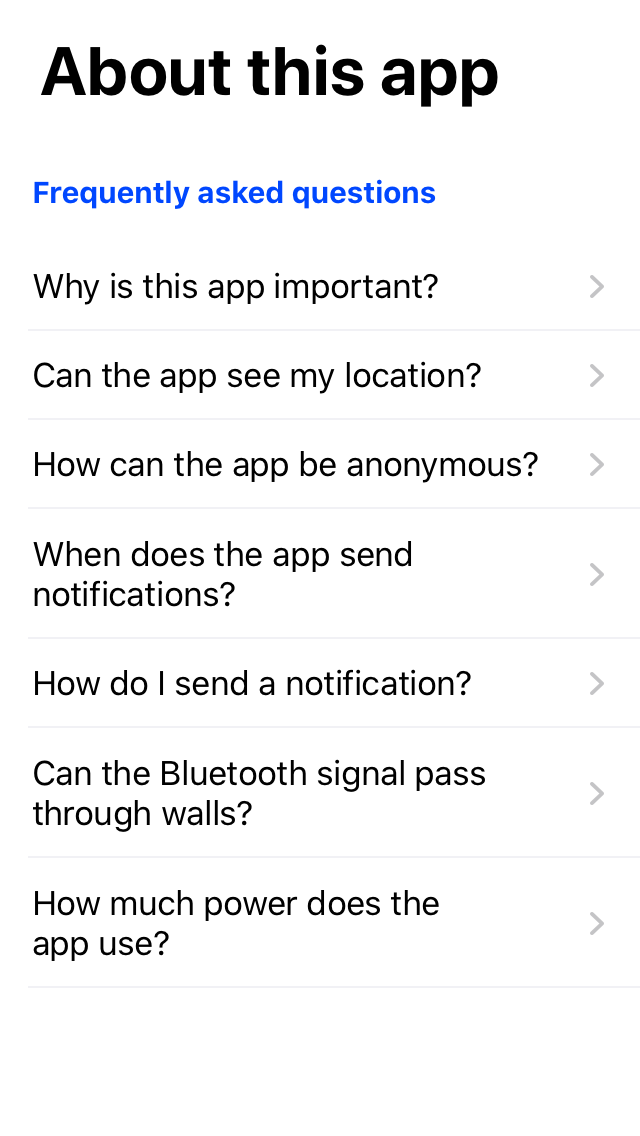 About this app
Frequently asked questions
Why is this app important?
Can the app see my location?
How can the app be anonymous?
When does the app send
notifications?
How do I send a notification?
Can the Bluetooth signal pass
through walls?
How much power does the
app use?